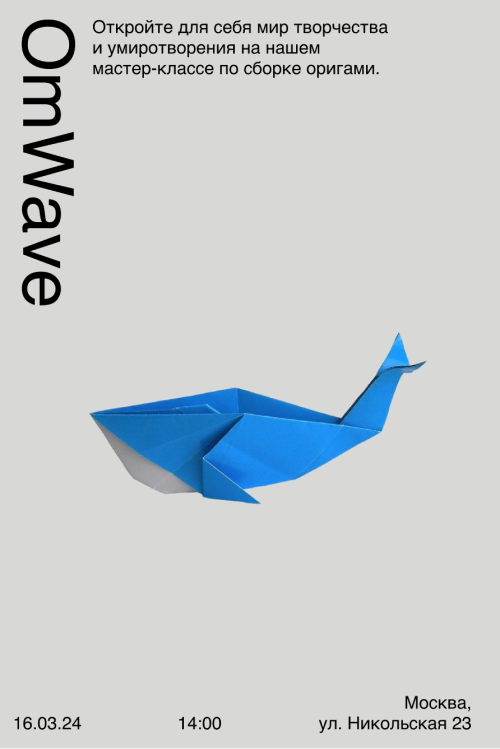 OmWave
Откройте для себя мир творчества
и умиротворения на нашем
мастер-классе по сборке оригами.
Москва,
16.03.24 14:00 ул. Никольская 23